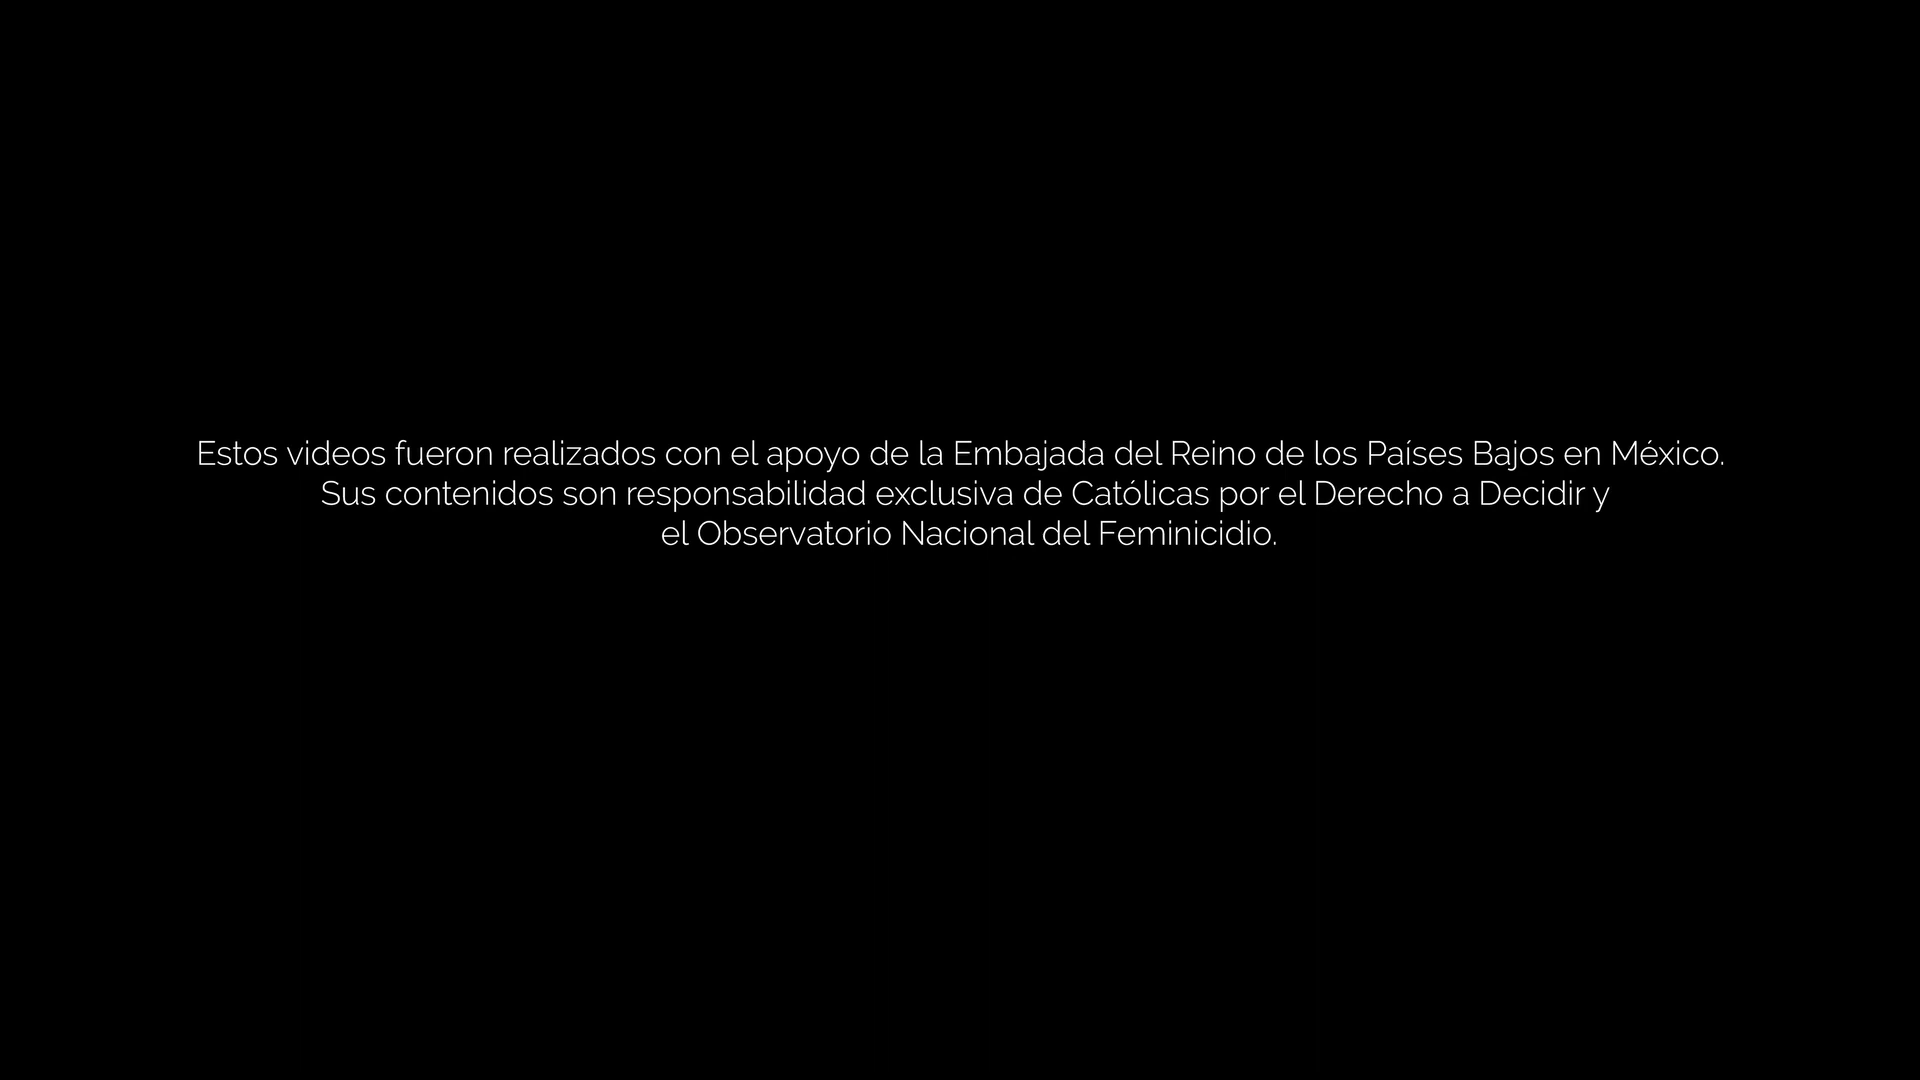 Estos videos fueron realizados con el apoyo de la Embajada del Reino de los Países Bajos en México.
Sus contenidos son responsabilidad exclusiva de Católicas por el Derecho a Decidir y
el Observatorio Nacional del Feminicidio.